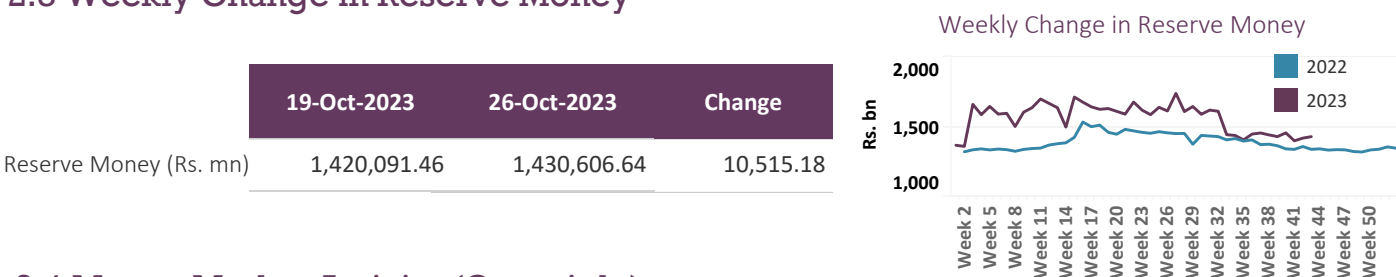 2.3 Weekly Change in Reserve Money
19-Oct-2023 26-Oct-2023 Change
Reserve Money (Rs. mn) 1,420,091.46 1,430,606.64 10,515.18
Weekly Change in Reserve Money
2022
2023
Rs. bn
2,000
1,500
1,000
Week 2
Week 5
Week 8
Week 11
Week 14
Week 17
Week 20
Week 23
Week 26
Week 29
Week 32
Week 35
Week 38
Week 41
Week 44
Week 47
Week 50